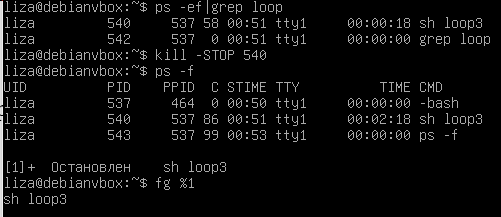 liza@debianvbox:~$ ps -ef|grep loop
liza 540 537 58 00:51 tty1 00:00:18 sh loop3
liza 542 537 0 00:51 tty1 00:00:00 grep loop
liza@debianvbox:~$ kill -STOP 540
liza@debianvbox:~$ ps -f
UID PID PPID C STIME TTY TIME CMD
liza 537 464 0 00:50 tty1 00:00:00 -bash
liza 540 537 86 00:51 tty1 00:02:18 sh loop3
liza 543 537 99 00:53 tty1 00:00:00 ps -f
[1]+ Остановлен sh loop3
liza@debianvbox:~$ fg %1
sh loop3